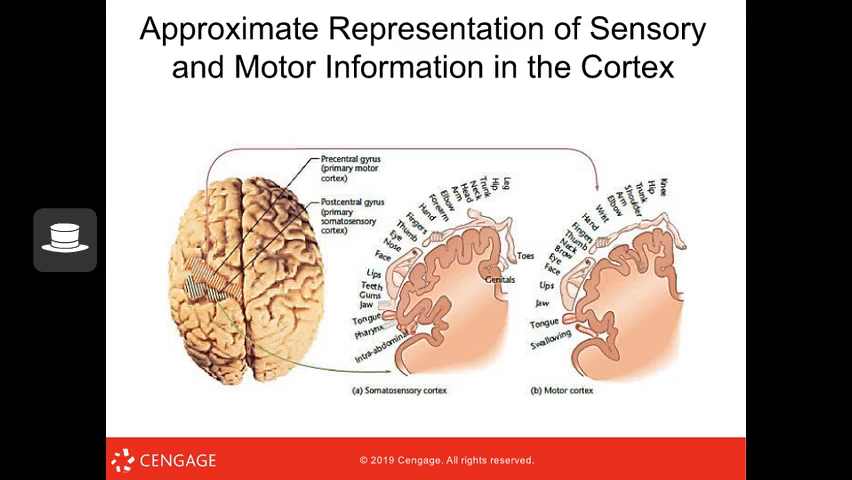 Approximate Representation of Sensory
and Motor Information in the Cortex
Precentral gyrus
(primary motor
cortex)
Postcentral gyrus
(primary
somatosensory
cortex)
Leg
Hip
Trunk
Neck
Head
Arm
Elbow
Forearm
Hand
Fingers
Thumb
Eye
Nose
Face
Lips
Teeth
Gums
Jaw
Tongue
Pharynx
Intra-abdominal
Toes
Genitals
(a) Somatosensory cortex
Knee
Hip
Trunk
Shoulder
Arm
Elbow
Wrist
Hand
Fingers
Thumb
Neck
Brow
Eye
Face
Lips
Jaw
Tongue
Swallowing
(b) Motor cortex
CENGAGE
© 2019 Cengage. All rights reserved.